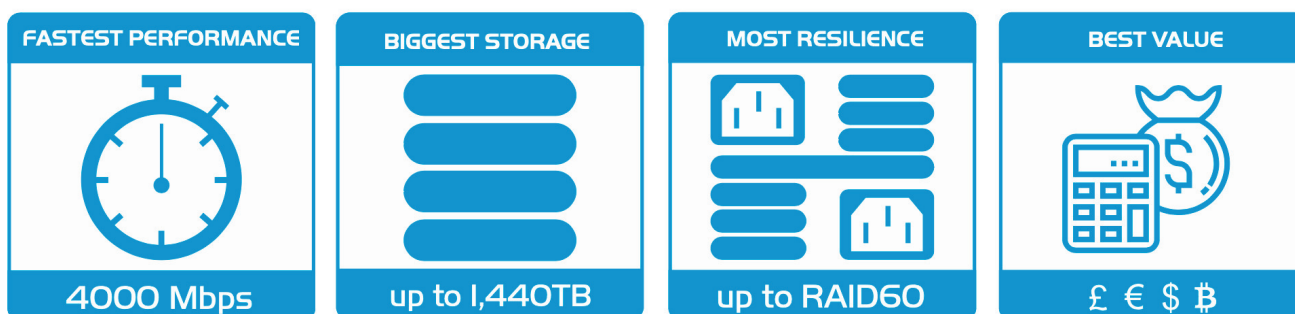 FASTEST PERFORMANCE
4000 Mbps
BIGGEST STORAGE
up to 1,440TB
MOST RESILIENCE
up to RAID60
BEST VALUE
$
£ € $ ₿